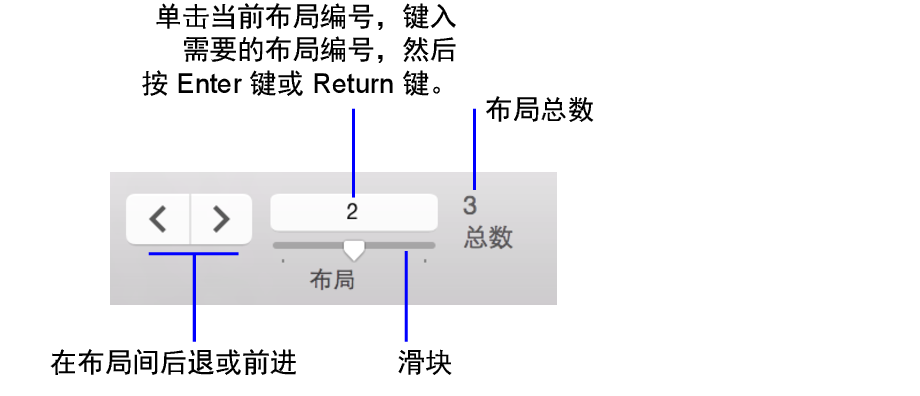 单击当前布局编号，键入
需要的布局编号，然后
按 Enter 键或 Return 键。
布局总数
2
3
总数
布局
在布局间后退或前进
滑块